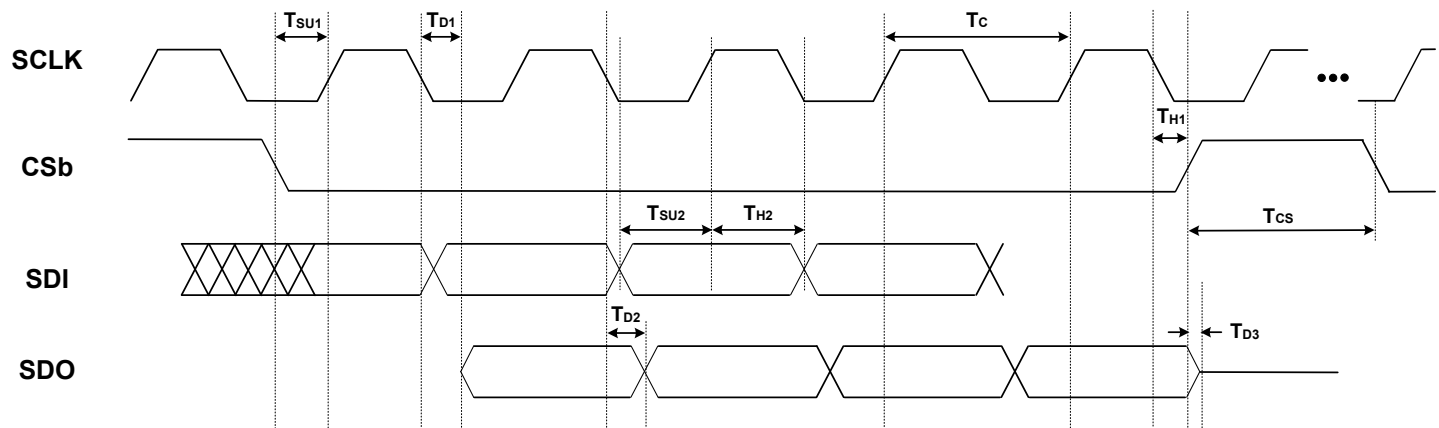 TSU1
TD1
TC
SCLK
•••
TH1
CSb
TSU2
TH2
TCS
SDI
TD2
TD3
SDO